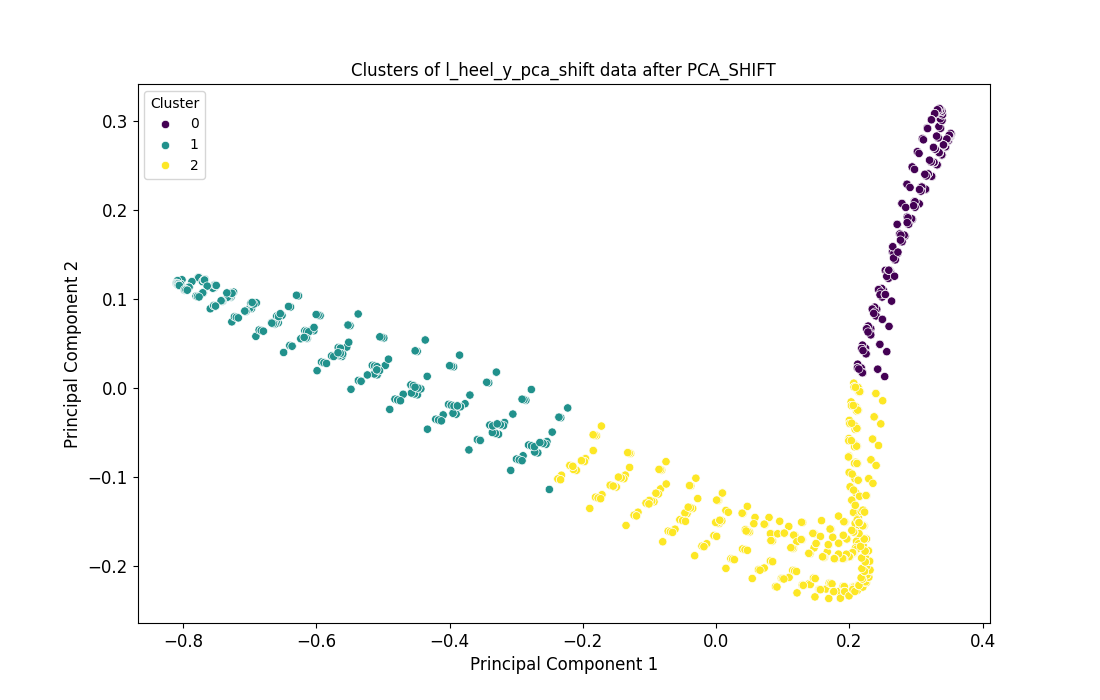 Clusters of l_heel_y_pca_shift data after PCA_SHIFT
Cluster
0
1
2
0.3
0.2
0.1
0.0
−0.1
−0.2
Principal Component 2
−0.8 −0.6 −0.4 −0.2 0.0 0.2 0.4
Principal Component 1